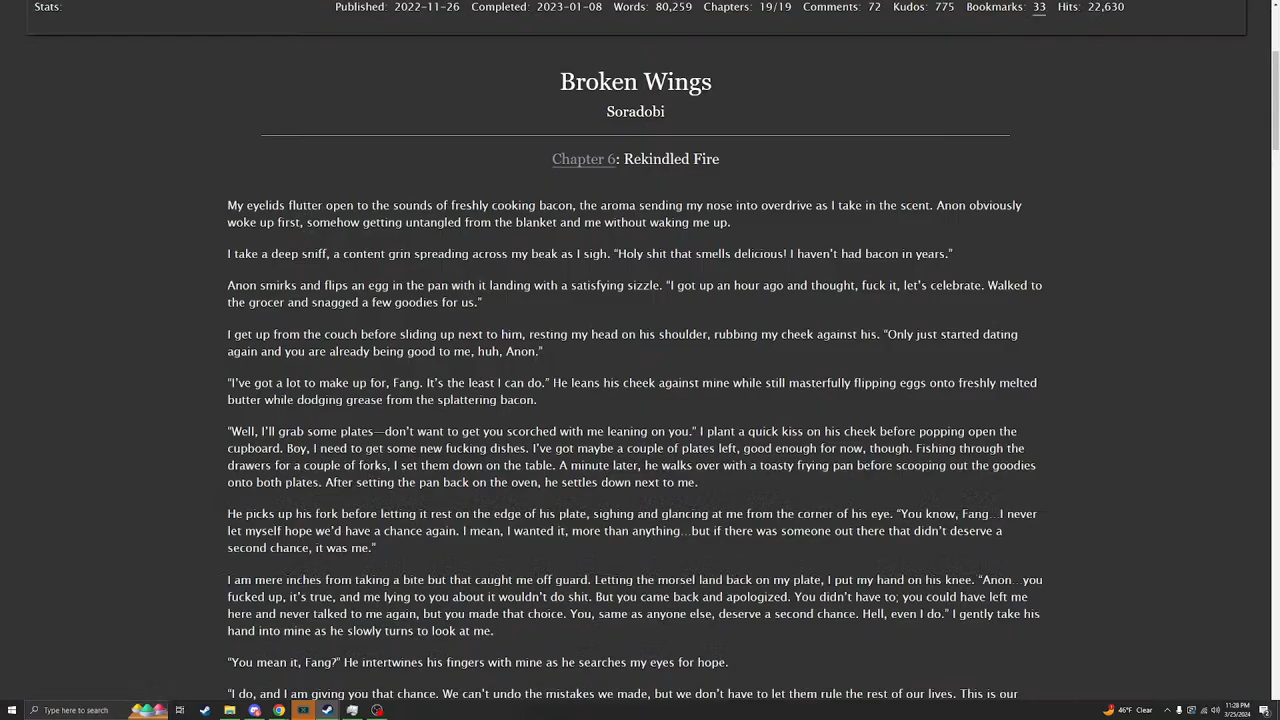 Stats: Published: 2022-11-26 Completed: 2023-01-08 Words: 80,259 Chapters: 19/19 Comments: 72 Kudos: 775 Bookmarks: 33 Hits: 22,630
Broken Wings
Soradobi
Chapter 6: Rekindled Fire
My eyelids flutter open to the sounds of freshly cooking bacon, the aroma sending my nose into overdrive as I take in the scent. Anon obviously
woke up first, somehow getting untangled from the blanket and me without waking me up.
I take a deep sniff, a content grin spreading across my beak as I sigh. “Holy shit that smells delicious! I haven’t had bacon in years.”
Anon smirks and flips an egg in the pan with it landing with a satisfying sizzle. “I got up an hour ago and thought, fuck it, let’s celebrate. Walked to
the grocer and snagged a few goodies for us.”
I get up from the couch before sliding up next to him, resting my head on his shoulder, rubbing my cheek against his. “Only just started dating
again and you are already being good to me, huh, Anon.”
“I’ve got a lot to make up for, Fang. It’s the least I can do.” He leans his cheek against mine while still masterfully flipping eggs onto freshly melted
butter while dodging grease from the splattering bacon.
“Well, I’ll grab some plates—don’t want to get you scorched with me leaning on you.” I plant a quick kiss on his cheek before popping open the
cupboard. Boy, I need to get some new fucking dishes. I’ve got maybe a couple of plates left, good enough for now, though. Fishing through the
drawers for a couple of forks, I set them down on the table. A minute later, he walks over with a toasty frying pan before scooping out the goodies
onto both plates. After setting the pan back on the oven, he settles down next to me.
He picks up his fork before letting it rest on the edge of his plate, sighing and glancing at me from the corner of his eye. “You know, Fang…I never
let myself hope we’d have a chance again. I mean, I wanted it, more than anything…but if there was someone out there that didn’t deserve a
second chance, it was me.”
I am mere inches from taking a bite but that caught me off guard. Letting the morsel land back on my plate, I put my hand on his knee. “Anon…you
fucked up, it’s true, and me lying to you about it wouldn’t do shit. But you came back and apologized. You didn’t have to; you could have left me
here and never talked to me again, but you made that choice. You, same as anyone else, deserve a second chance. Hell, even I do.” I gently take his
hand into mine as he slowly turns to look at me.
“You mean it, Fang?” He intertwines his fingers with mine as he searches my eyes for hope.
“I do, and I am giving you that chance. We can’t undo the mistakes we made, but we don’t have to let them rule the rest of our lives. This is our
Type here to search
46°F Clear
11:28 PM
3/25/2024